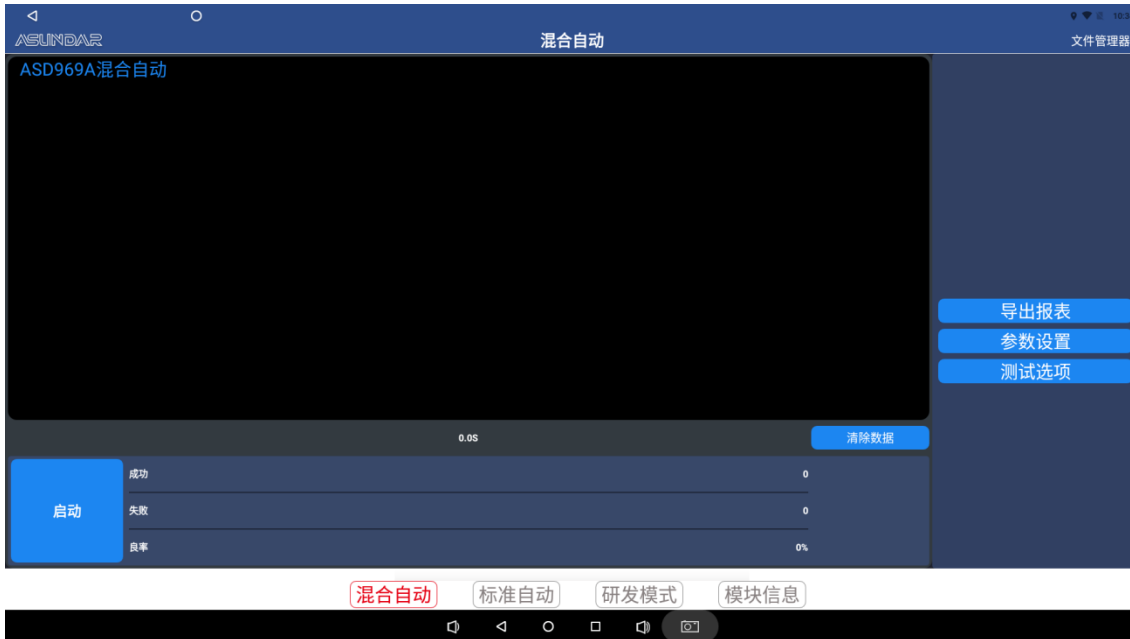 ASUNDAR
混合自动
文件管理器
ASD969A混合自动
导出报表
参数设置
测试选项
0.0S
清除数据
启动
成功 0
失败 0
良率 0%
混合自动 标准自动 研发模式 模块信息